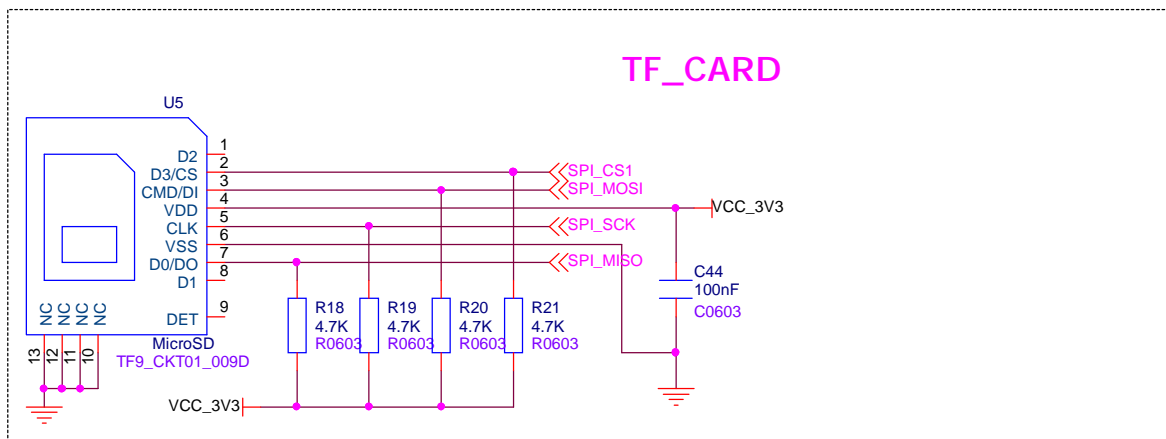 TF_CARD
U5
D2 1
D3/CS 2 SPI_CS1
CMD/DI 3 SPI_MOSI
VDD 4 VCC_3V3
CLK 5 SPI_SCK
VSS 6
D0/DO 7 SPI_MISO
D1 8
C44
100nF
C0603
DET 9
NC NC NC NC
13 12 11 10
MicroSD
TF9_CKT01_009D
R18 R19 R20 R21
4.7K 4.7K 4.7K 4.7K
R0603 R0603 R0603 R0603
VCC_3V3